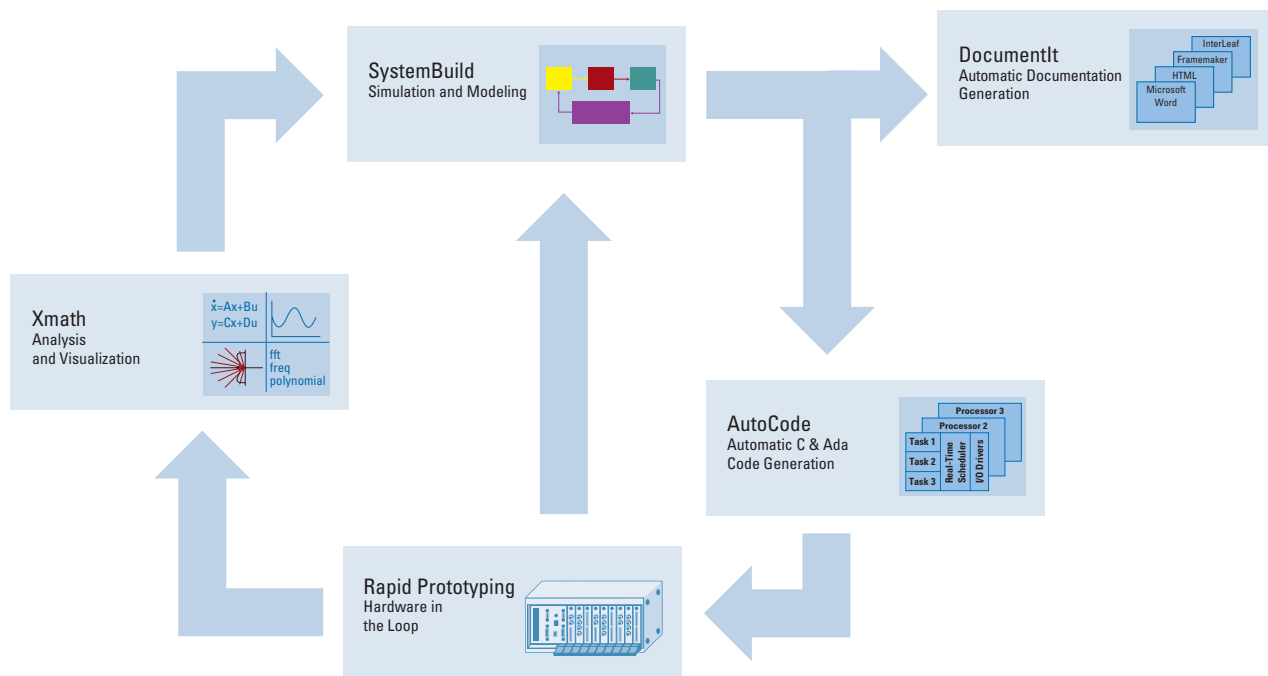 SystemBuild
Simulation and Modeling
DocumentIt
Automatic Documentation
Generation
InterLeaf
Framemaker
HTML
Microsoft
Word
Xmath
Analysis
and Visualization
ẋ=Ax+Bu
y=Cx+Du
fft
freq
polynomial
AutoCode
Automatic C & Ada
Code Generation
Processor 3
Processor 2
Task 1
Task 2
Task 3
Real-Time
Scheduler
I/O Drivers
Rapid Prototyping
Hardware in
the Loop